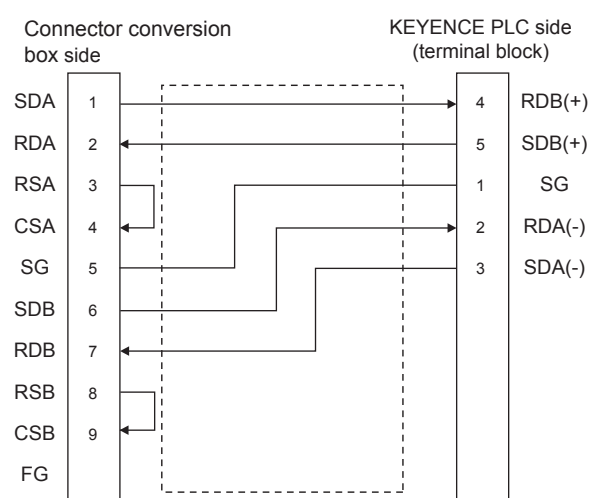 Connector conversion
box side
KEYENCE PLC side
(terminal block)
SDA 1 4 RDB(+)
RDA 2 5 SDB(+)
RSA 3 1 SG
CSA 4 2 RDA(-)
SG 5 3 SDA(-)
SDB 6
RDB 7
RSB 8
CSB 9
FG